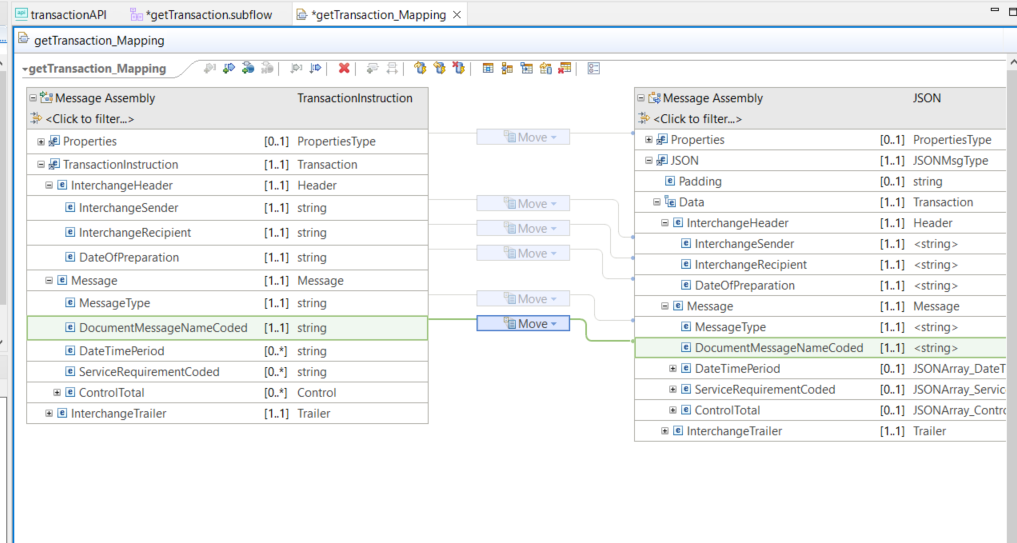 transactionAPI *getTransaction.subflow *getTransaction_Mapping
getTransaction_Mapping
getTransaction_Mapping
Message Assembly TransactionInstruction
<Click to filter...>
Properties [0..1] PropertiesType
TransactionInstruction [1..1] Transaction
InterchangeHeader [1..1] Header
InterchangeSender [1..1] string
InterchangeRecipient [1..1] string
DateOfPreparation [1..1] string
Message [1..1] Message
MessageType [1..1] string
DocumentMessageNameCoded [1..1] string
DateTimePeriod [0..*] string
ServiceRequirementCoded [0..*] string
ControlTotal [0..*] Control
InterchangeTrailer [1..1] Trailer
Move
Move
Move
Move
Move
Move
Message Assembly JSON
<Click to filter...>
Properties [0..1] PropertiesType
JSON [1..1] JSONMsgType
Padding [0..1] string
Data [1..1] Transaction
InterchangeHeader [1..1] Header
InterchangeSender [1..1] <string>
InterchangeRecipient [1..1] <string>
DateOfPreparation [1..1] <string>
Message [1..1] Message
MessageType [1..1] <string>
DocumentMessageNameCoded [1..1] <string>
DateTimePeriod [0..1] JSONArray_DateT
ServiceRequirementCoded [0..1] JSONArray_Servic
ControlTotal [0..1] JSONArray_Contro
InterchangeTrailer [1..1] Trailer